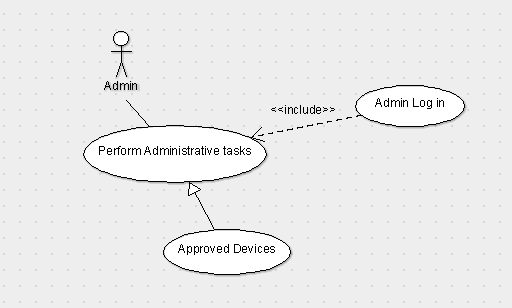 Admin
<<include>>
Admin Log in
Perform Administrative tasks
Approved Devices